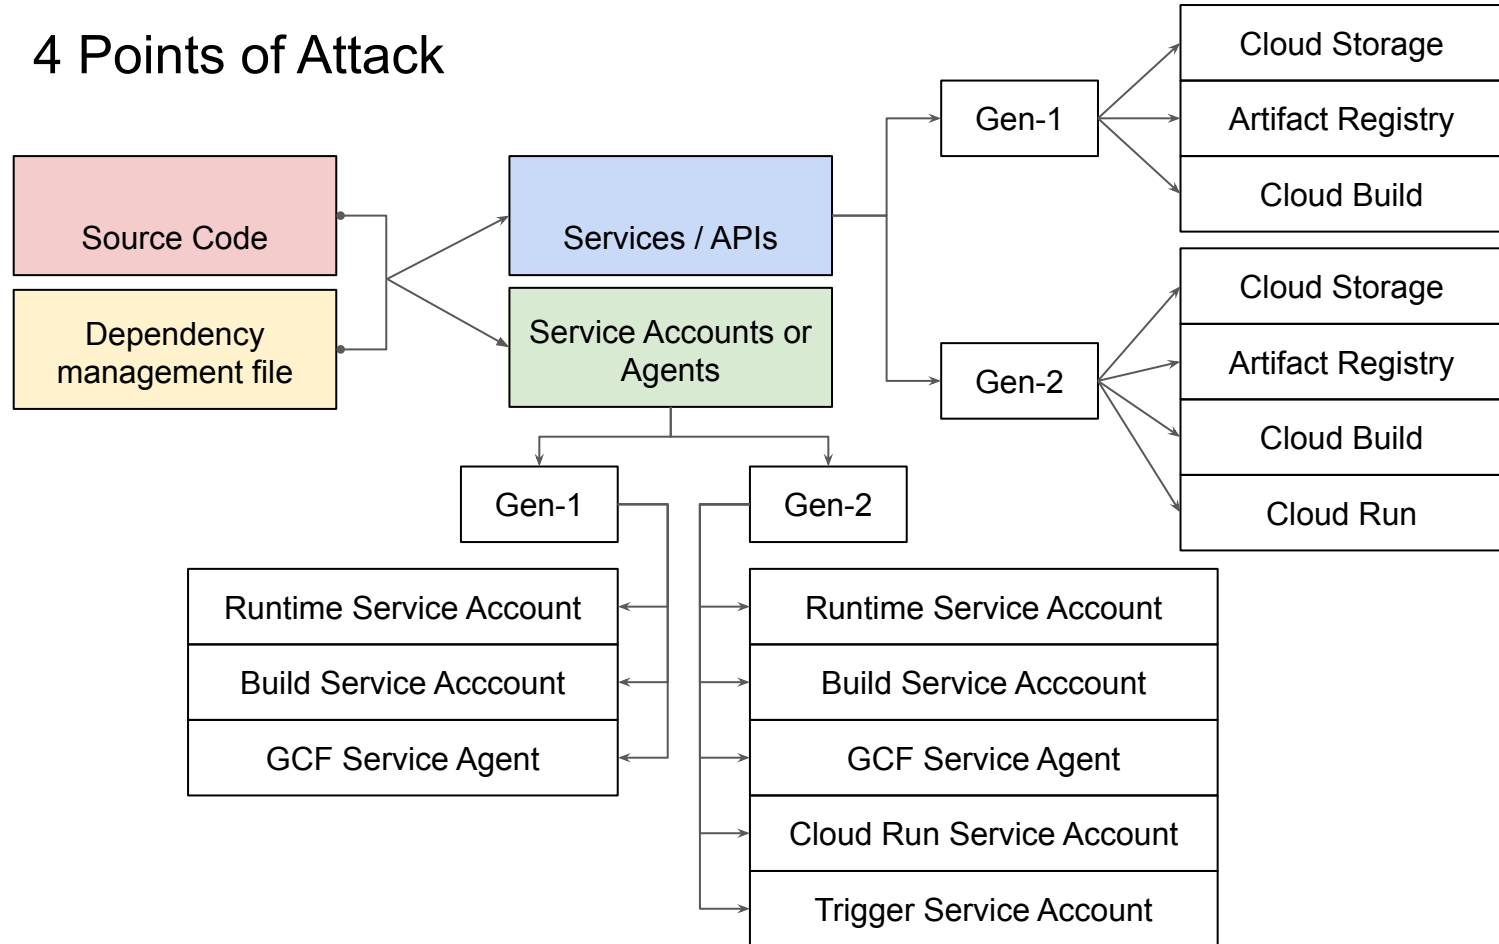 4 Points of Attack
Source Code
Dependency
management file
Services / APIs
Service Accounts or
Agents
Gen-1
Cloud Storage
Artifact Registry
Cloud Build
Gen-2
Cloud Storage
Artifact Registry
Cloud Build
Cloud Run
Gen-1
Runtime Service Account
Build Service Acccount
GCF Service Agent
Gen-2
Runtime Service Account
Build Service Acccount
GCF Service Agent
Cloud Run Service Account
Trigger Service Account